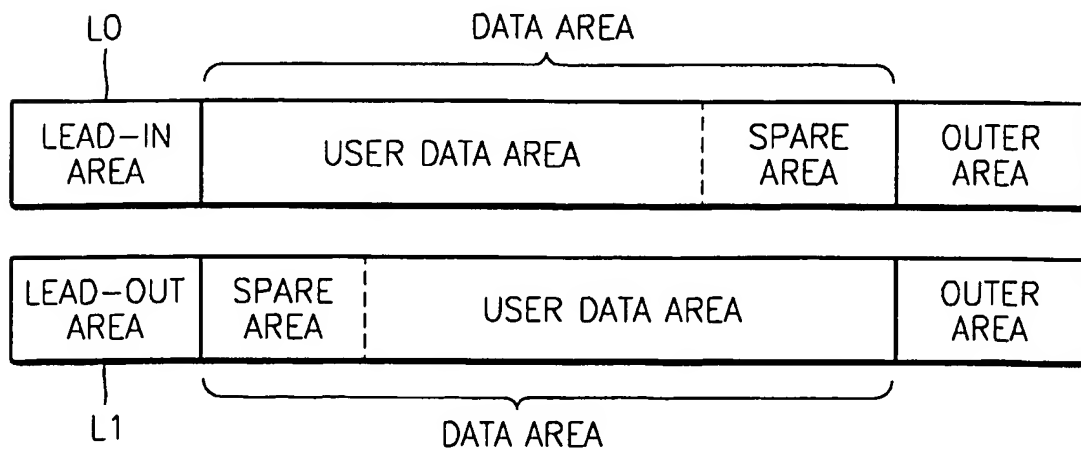 L0
DATA AREA
LEAD-IN
AREA
USER DATA AREA
SPARE
AREA
OUTER
AREA
LEAD-OUT
AREA
SPARE
AREA
USER DATA AREA
OUTER
AREA
L1
DATA AREA